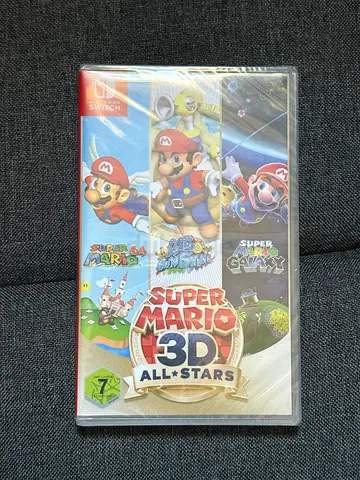 NINTENDO
SWITCH
SUPER
MARIO 64
SUPER MARIO
SUNSHINE
SUPER
MARIO
GALAXY
SUPER
MARIO
3D
ALL★STARS
7